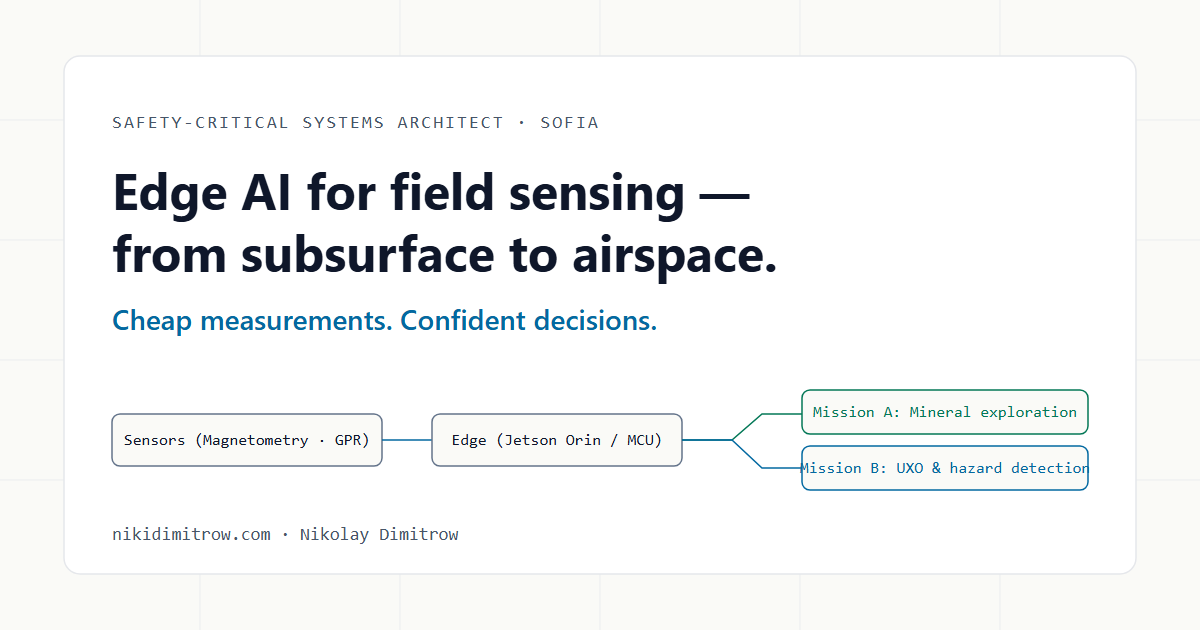 SAFETY-CRITICAL SYSTEMS ARCHITECT · SOFIA
Edge AI for field sensing —
from subsurface to airspace.
Cheap measurements. Confident decisions.
Sensors (Magnetometry · GPR)
Edge (Jetson Orin / MCU)
Mission A: Mineral exploration
Mission B: UXO & hazard detection
nikidimitrow.com · Nikolay Dimitrow